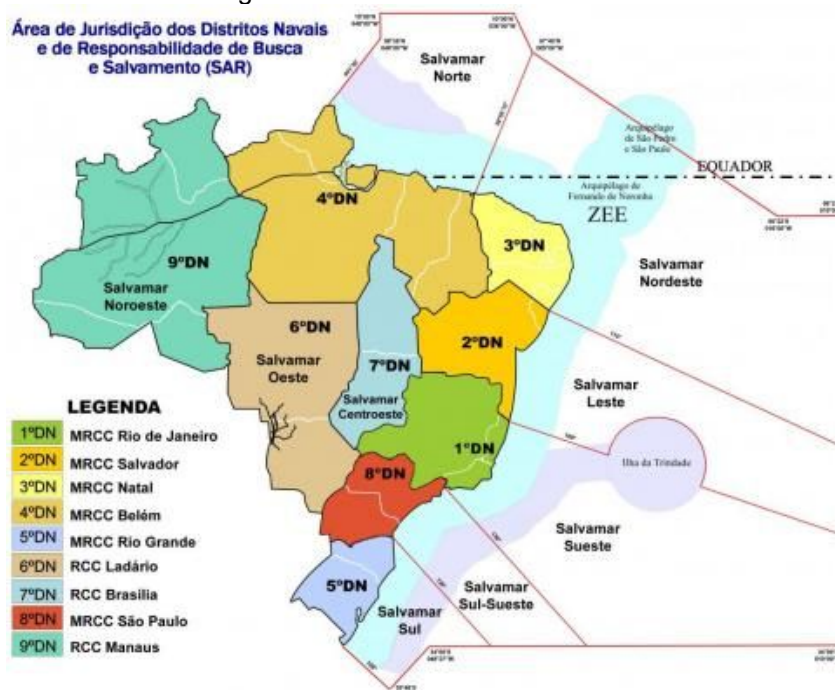 Área de Jurisdição dos Distritos Navais
e de Responsabilidade de Busca
e Salvamento (SAR)
Salvamar
Norte
Arquipélago
de São Pedro
e São Paulo
EQUADOR
Arquipélago de
Fernando de Noronha
ZEE
4ºDN
3ºDN
9ºDN
Salvamar
Noroeste
Salvamar
Nordeste
6ºDN
Salvamar
Oeste
2ºDN
7ºDN
Salvamar
Centroeste
Salvamar
Leste
LEGENDA
1ºDN MRCC Rio de Janeiro
2ºDN MRCC Salvador
3ºDN MRCC Natal
4ºDN MRCC Belém
5ºDN MRCC Rio Grande
6ºDN RCC Ladário
7ºDN RCC Brasilia
8ºDN MRCC São Paulo
9ºDN RCC Manaus
1ºDN
8ºDN
Ilha da Trindade
Salvamar
Sueste
5ºDN
Salvamar
Sul-Sueste
Salvamar
Sul